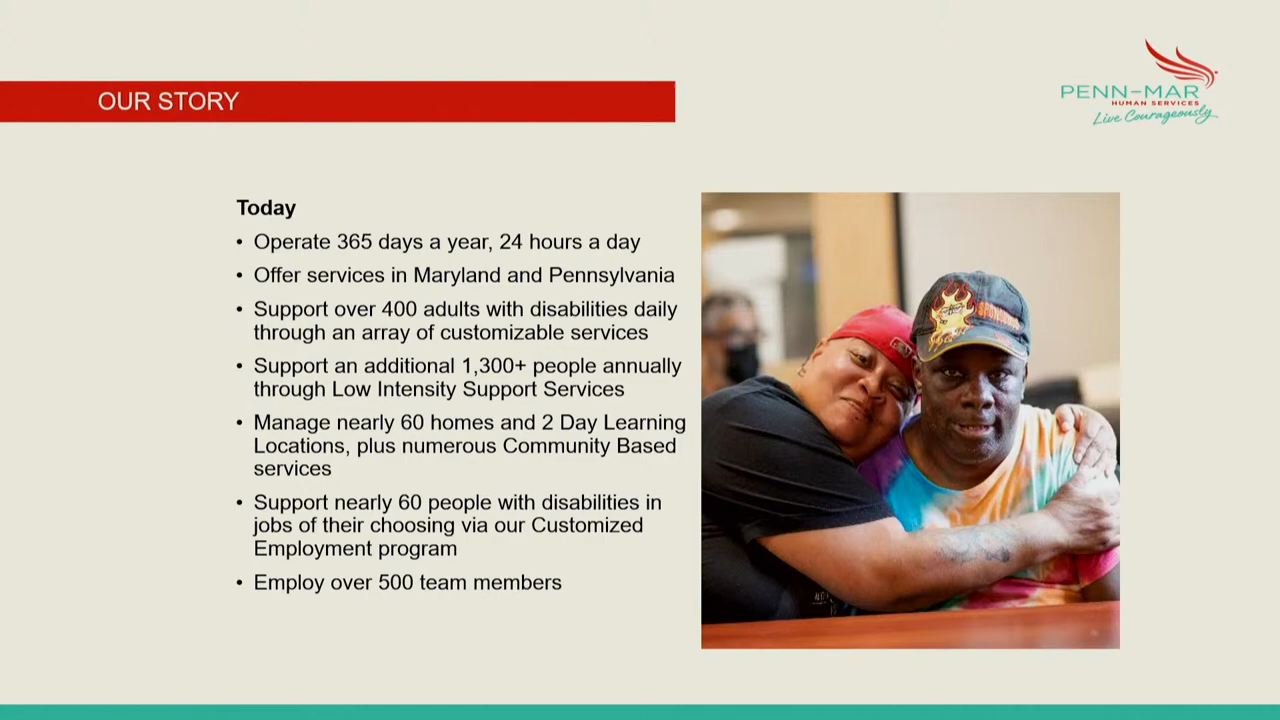 PENN-MAR
HUMAN SERVICES
Live Courageously
OUR STORY
Today
• Operate 365 days a year, 24 hours a day
• Offer services in Maryland and Pennsylvania
• Support over 400 adults with disabilities daily
through an array of customizable services
• Support an additional 1,300+ people annually
through Low Intensity Support Services
• Manage nearly 60 homes and 2 Day Learning
Locations, plus numerous Community Based
services
• Support nearly 60 people with disabilities in
jobs of their choosing via our Customized
Employment program
• Employ over 500 team members